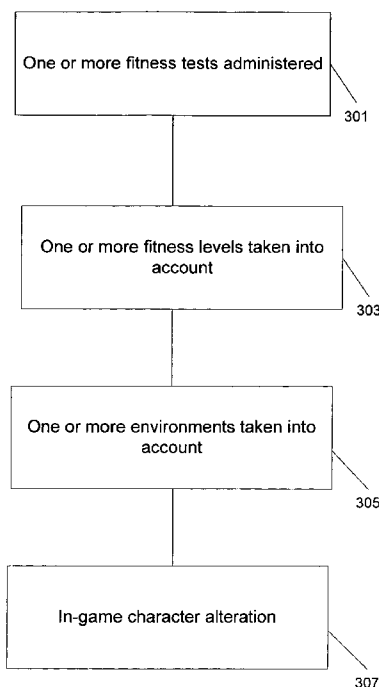 One or more fitness tests administered
301
One or more fitness levels taken into
account
303
One or more environments taken into
account
305
In-game character alteration
307